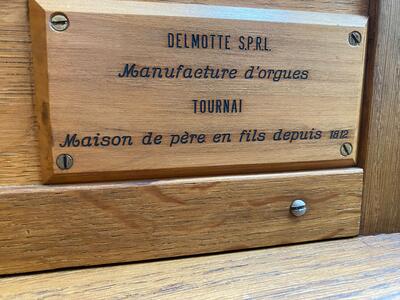 DELMOTTE S.P.R.L.
Manufacture d'orgues
TOURNAI
Maison de père en fils depuis 1812